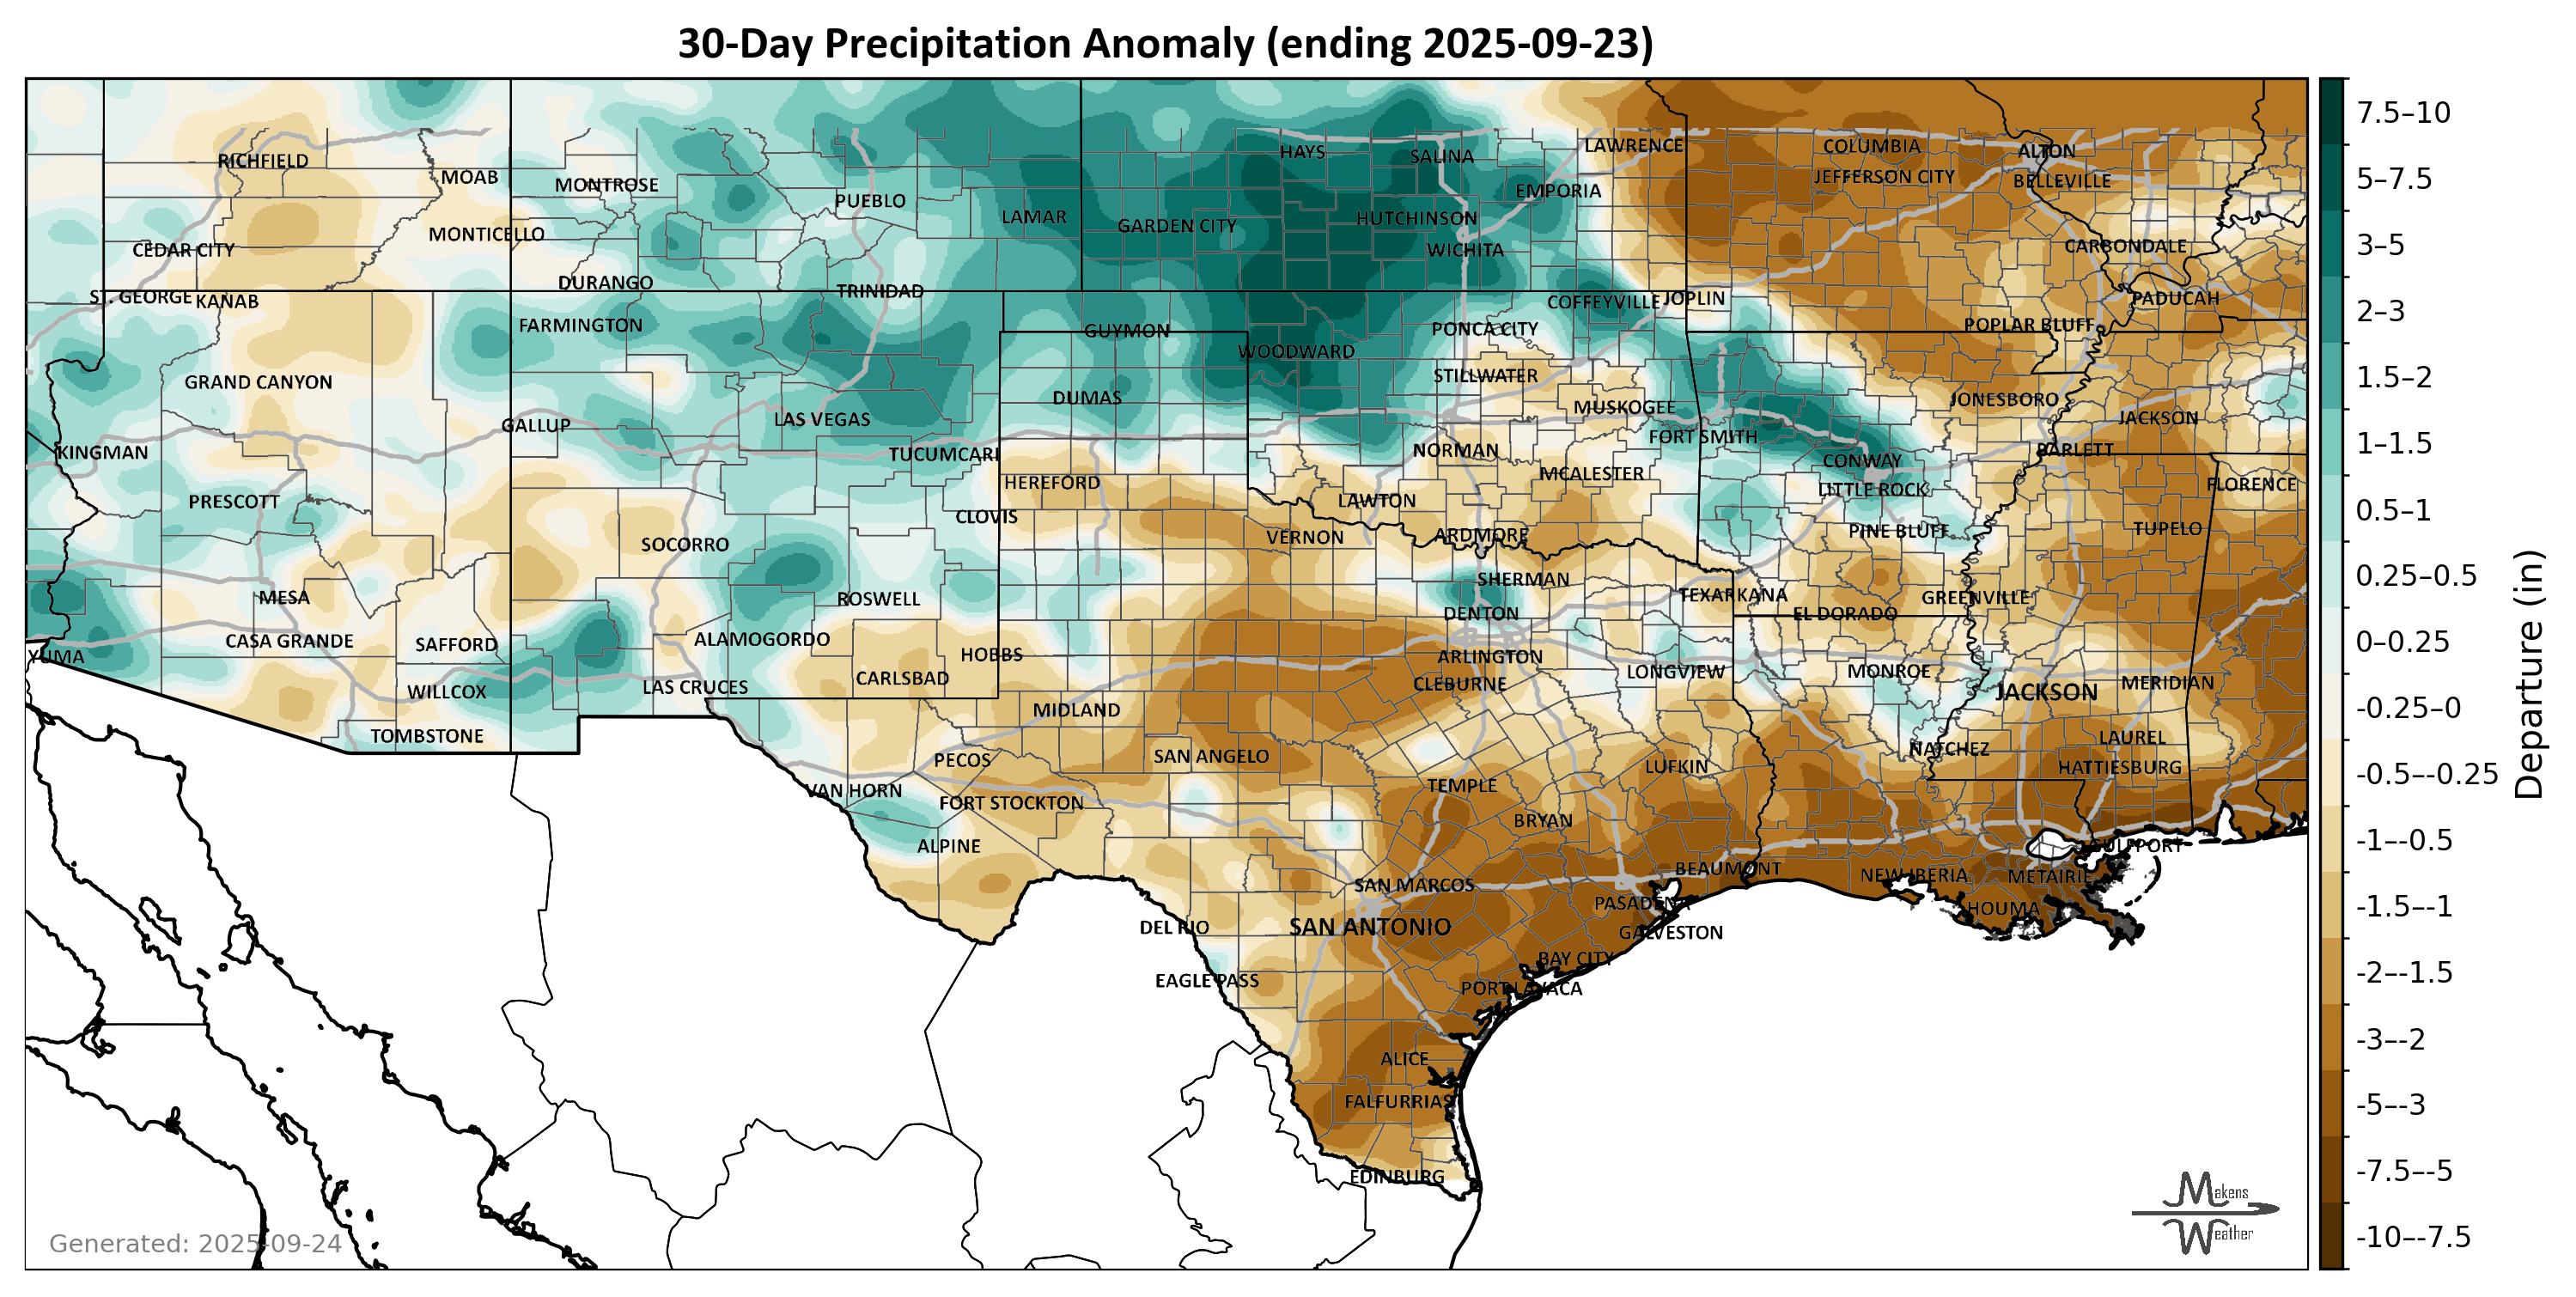 30-Day Precipitation Anomaly (ending 2025-09-23)
RICHFIELD
MOAB
MONTROSE
PUEBLO
LAMAR
HAYS
SALINA
LAWRENCE
COLUMBIA
ALTON
JEFFERSON CITY
BELLEVILLE
EMPORIA
GARDEN CITY
HUTCHINSON
WICHITA
CEDAR CITY
MONTICELLO
CARBONDALE
DURANGO
TRINIDAD
ST. GEORGE
KANAB
COFFEYVILLE
JOPLIN
PADUCAH
FARMINGTON
GUYMON
PONCA CITY
POPLAR BLUFF
WOODWARD
GRAND CANYON
DUMAS
STILLWATER
MUSKOGEE
JONESBORO
JACKSON
GALLUP
LAS VEGAS
FORT SMITH
KINGMAN
TUCUMCARI
NORMAN
BARLETT
CONWAY
HEREFORD
MCALESTER
LITTLE ROCK
FLORENCE
PRESCOTT
LAWTON
CLOVIS
PINE BLUFF
TUPELO
SOCORRO
VERNON
ARDMORE
SHERMAN
MESA
ROSWELL
DENTON
TEXARKANA
EL DORADO
GREENVILLE
CASA GRANDE
SAFFORD
ALAMOGORDO
HOBBS
ARLINGTON
YUMA
CARLSBAD
CLEBURNE
LONGVIEW
MONROE
JACKSON
MERIDIAN
WILLCOX
LAS CRUCES
MIDLAND
TOMBSTONE
PECOS
SAN ANGELO
LUFKIN
NATCHEZ
LAUREL
HATTIESBURG
VAN HORN
FORT STOCKTON
TEMPLE
BRYAN
ALPINE
GULFPORT
SAN MARCOS
BEAUMONT
NEW IBERIA
METAIRIE
PASADENA
HOUMA
DEL RIO
SAN ANTONIO
GALVESTON
EAGLE PASS
BAY CITY
PORT LAVACA
ALICE
FALFURRIAS
EDINBURG
Generated: 2025-09-24
Makens
Weather
7.5–10
5–7.5
3–5
2–3
1.5–2
1–1.5
0.5–1
0.25–0.5
0–0.25
-0.25–0
-0.5–-0.25
-1–-0.5
-1.5–-1
-2–-1.5
-3–-2
-5–-3
-7.5–-5
-10–-7.5
Departure (in)